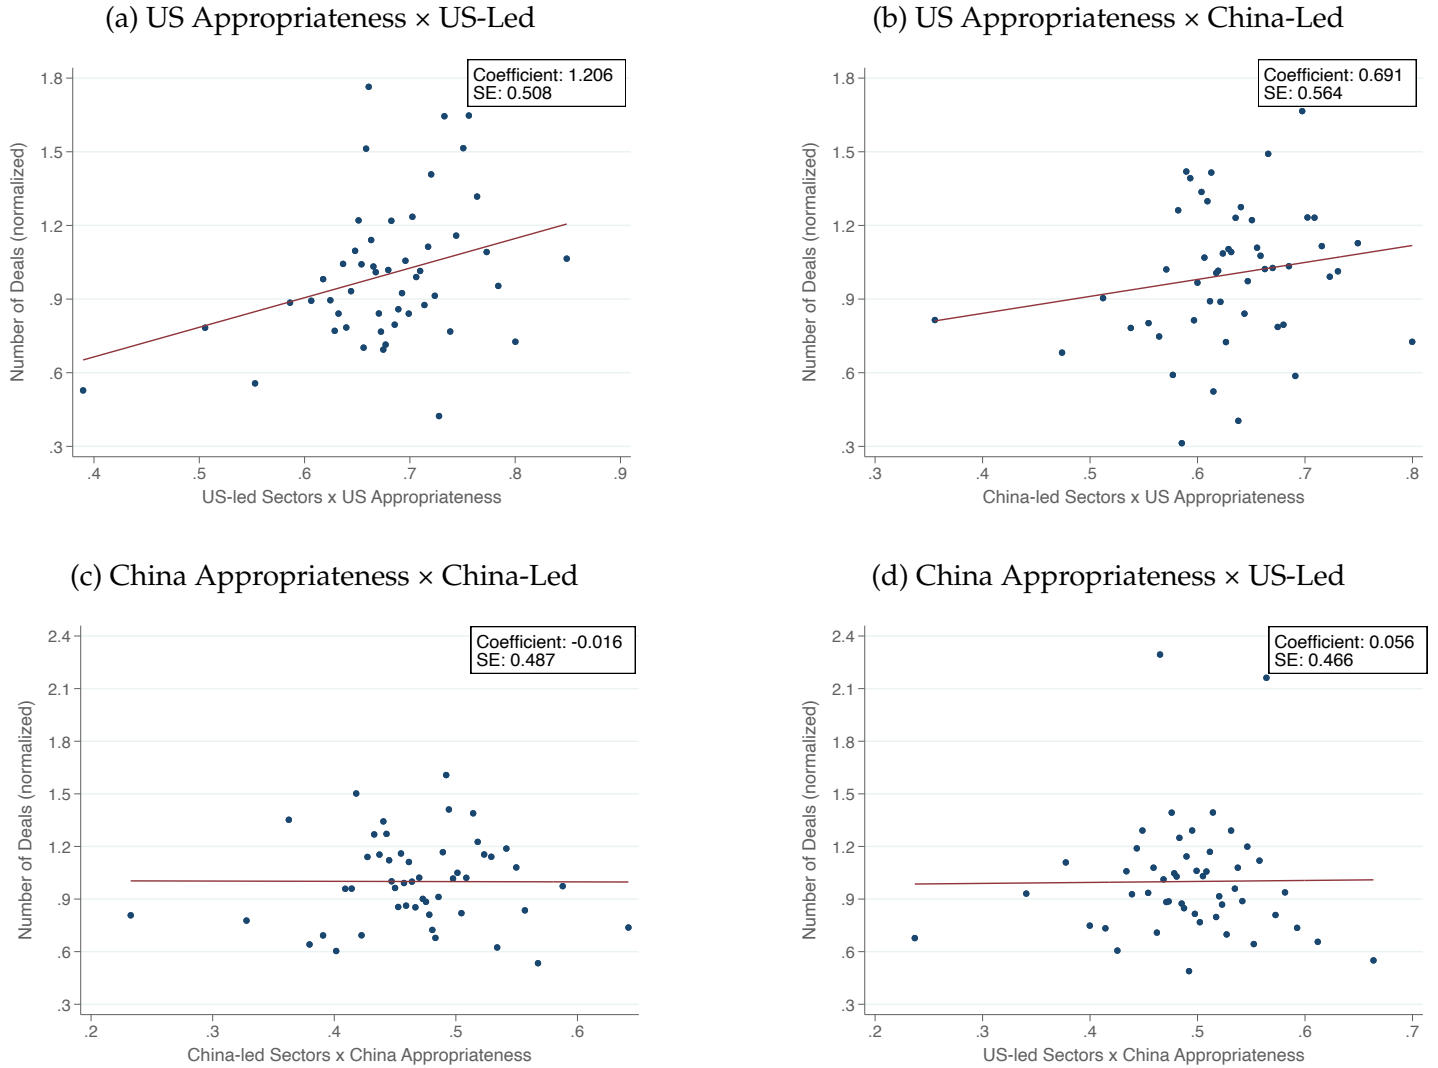 (a) US Appropriateness × US-Led
Coefficient: 1.206
SE: 0.508
Number of Deals (normalized)
1.8
1.5
1.2
.9
.6
.3
.4 .5 .6 .7 .8 .9
US-led Sectors x US Appropriateness
(b) US Appropriateness × China-Led
Coefficient: 0.691
SE: 0.564
Number of Deals (normalized)
1.8
1.5
1.2
.9
.6
.3
.3 .4 .5 .6 .7 .8
China-led Sectors x US Appropriateness
(c) China Appropriateness × China-Led
Coefficient: -0.016
SE: 0.487
Number of Deals (normalized)
2.4
2.1
1.8
1.5
1.2
.9
.6
.3
.2 .3 .4 .5 .6
China-led Sectors x China Appropriateness
(d) China Appropriateness × US-Led
Coefficient: 0.056
SE: 0.466
Number of Deals (normalized)
2.4
2.1
1.8
1.5
1.2
.9
.6
.3
.2 .3 .4 .5 .6 .7
US-led Sectors x China Appropriateness